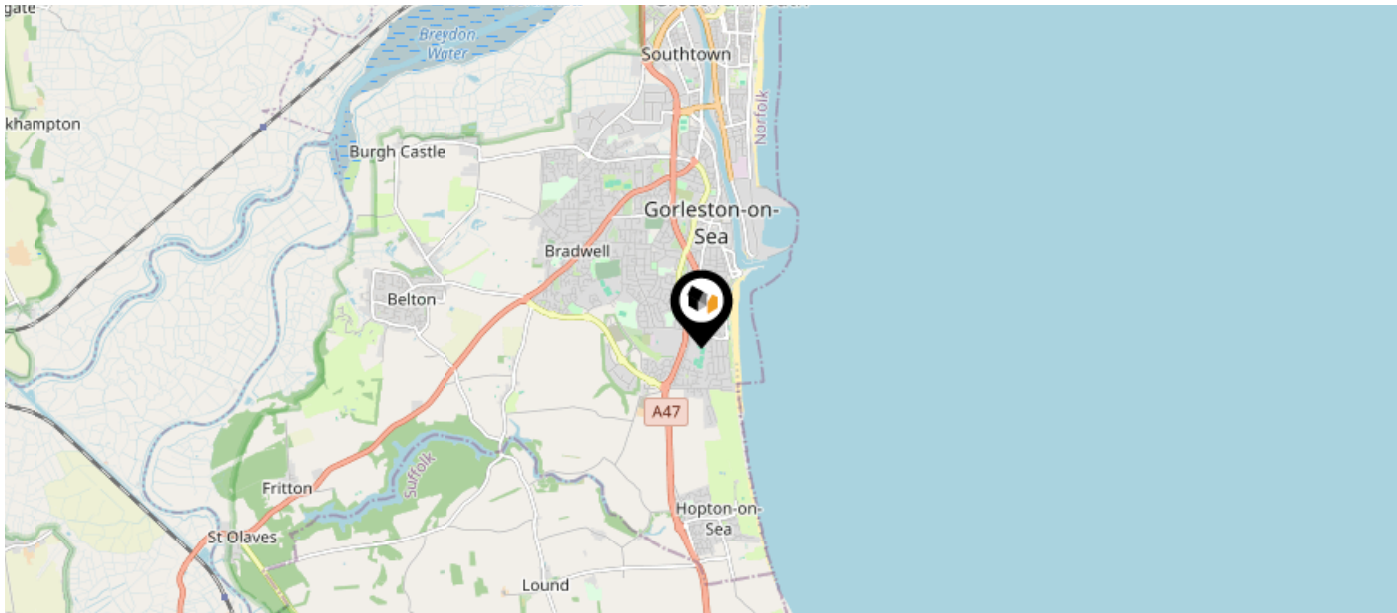 gate
Breydon
Water
Southtown
Norfolk
khampton
Burgh Castle
Gorleston-on-
Sea
Bradwell
Belton
A47
Suffolk
Fritton
Hopton-on-
Sea
St Olaves
Lound